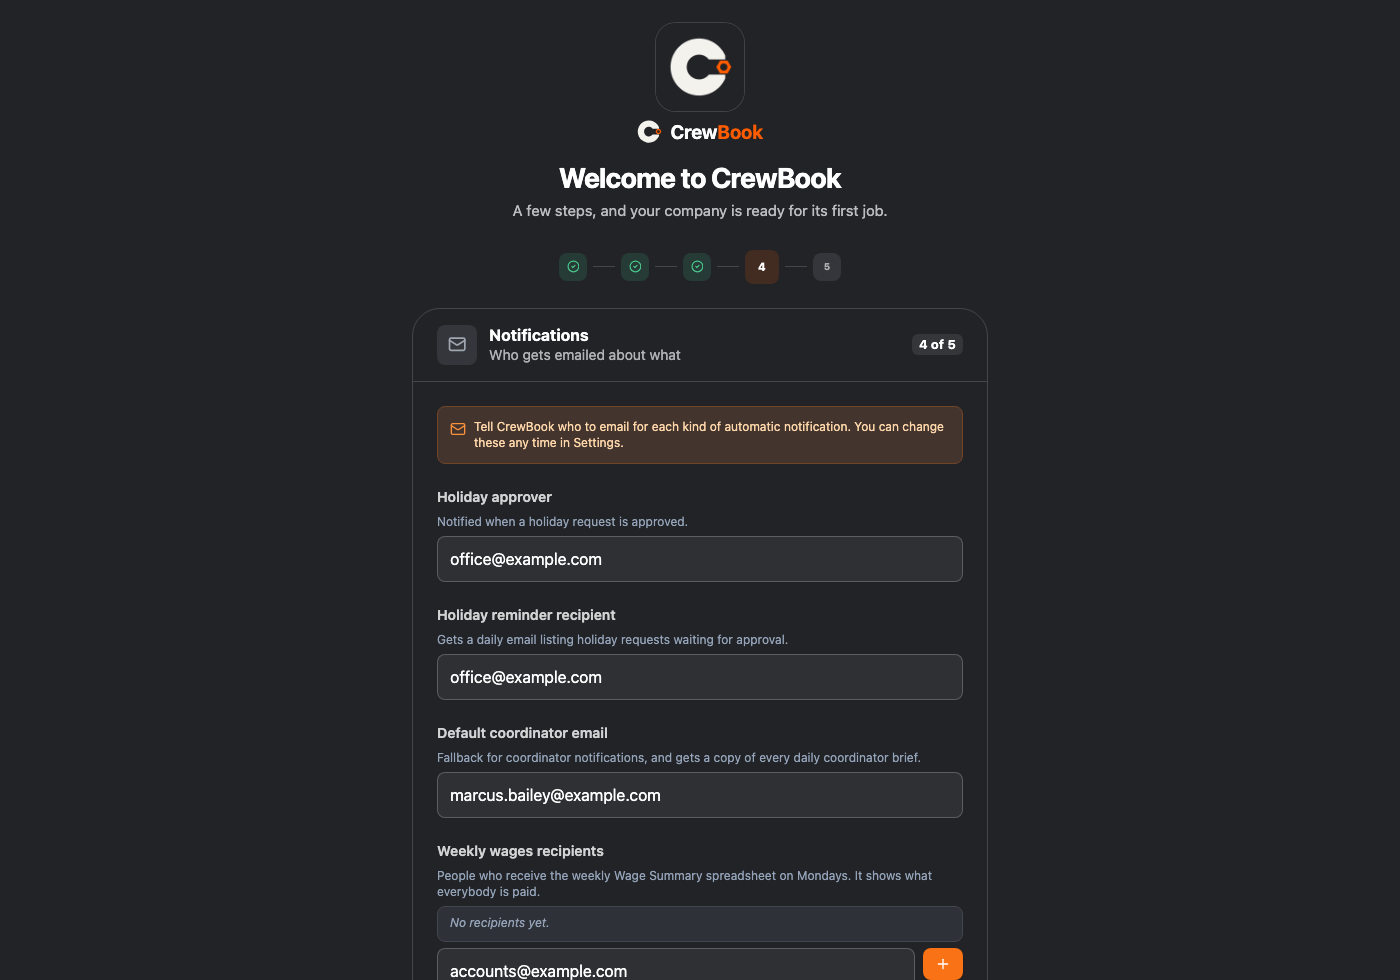 CrewBook
Welcome to CrewBook
A few steps, and your company is ready for its first job.
4
5
Notifications
Who gets emailed about what
4 of 5
Tell CrewBook who to email for each kind of automatic notification. You can change
these any time in Settings.
Holiday approver
Notified when a holiday request is approved.
office@example.com
Holiday reminder recipient
Gets a daily email listing holiday requests waiting for approval.
office@example.com
Default coordinator email
Fallback for coordinator notifications, and gets a copy of every daily coordinator brief.
marcus.bailey@example.com
Weekly wages recipients
People who receive the weekly Wage Summary spreadsheet on Mondays. It shows what
everybody is paid.
No recipients yet.
accounts@example.com
+